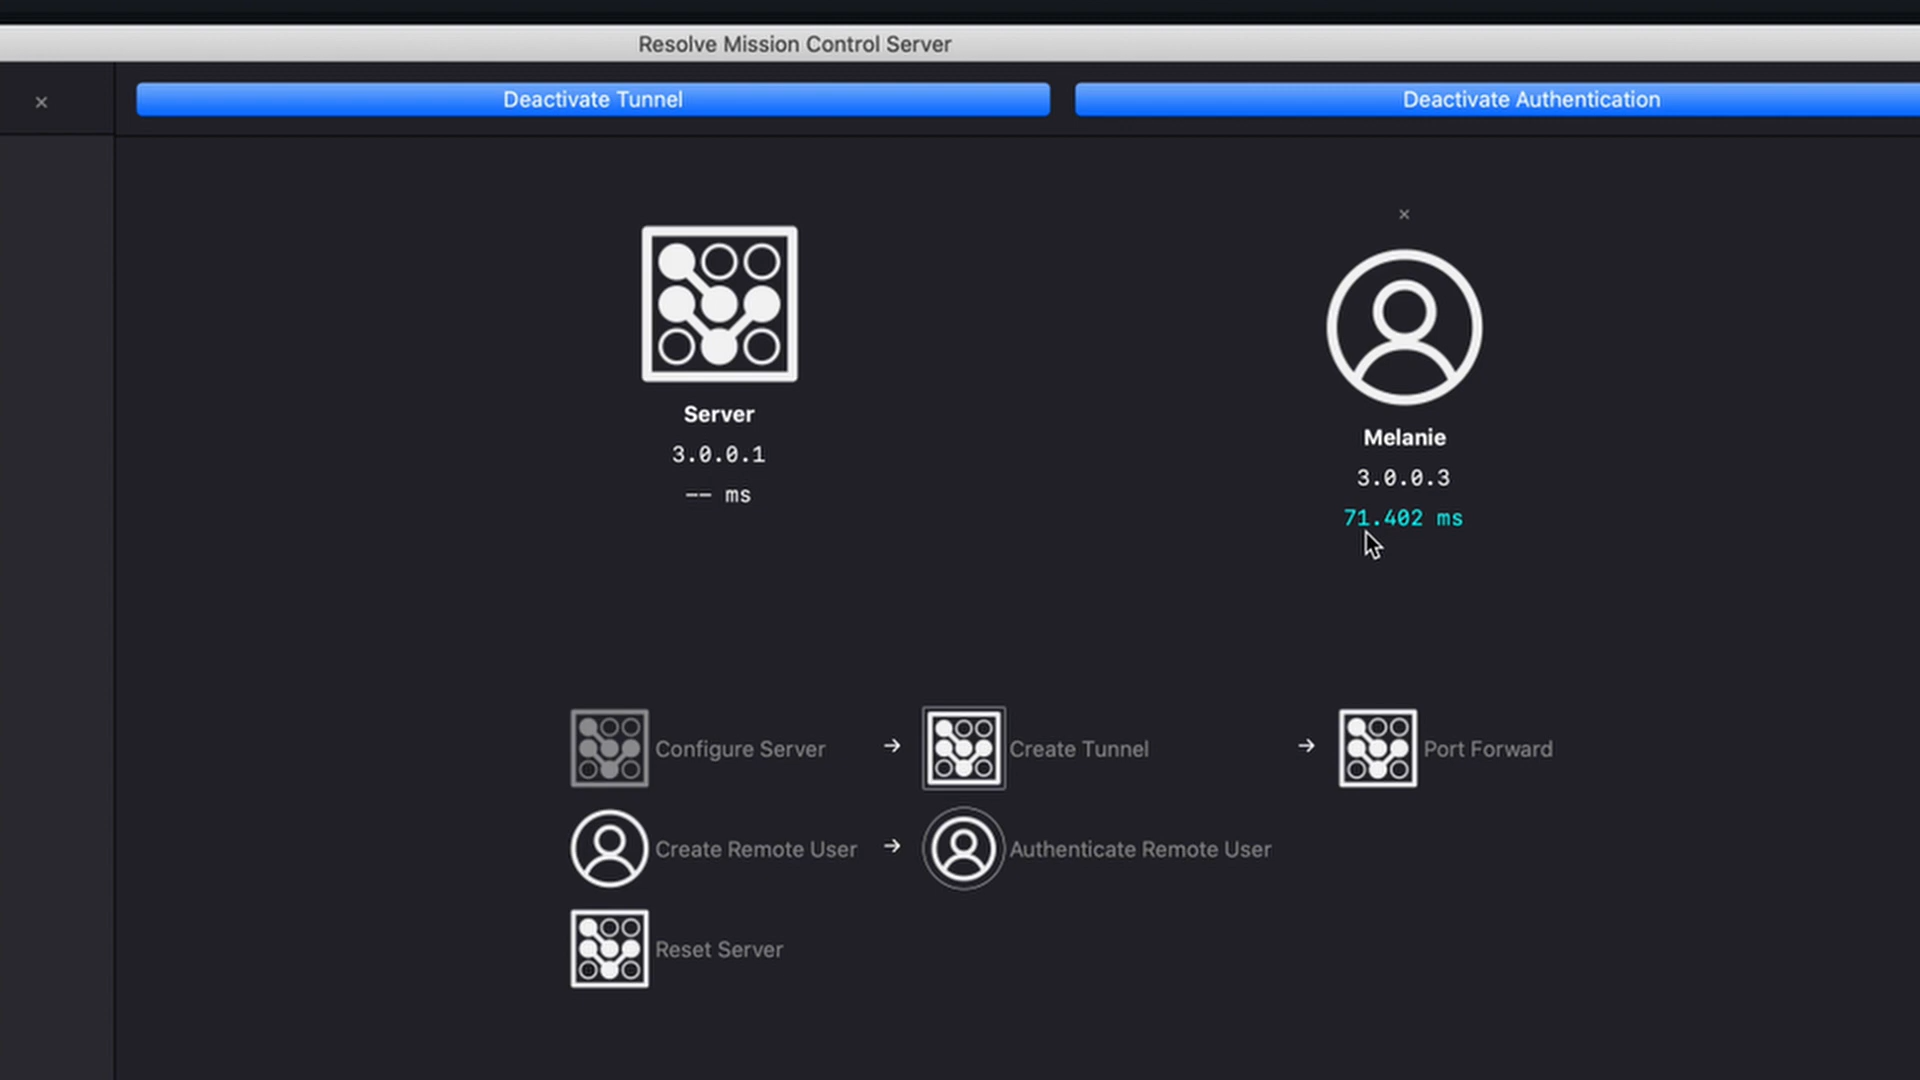 Resolve Mission Control Server
Deactivate Tunnel
Deactivate Authentication
Server
3.0.0.1
-- ms
Melanie
3.0.0.3
71.402 ms
Configure Server → Create Tunnel → Port Forward
Create Remote User → Authenticate Remote User
Reset Server